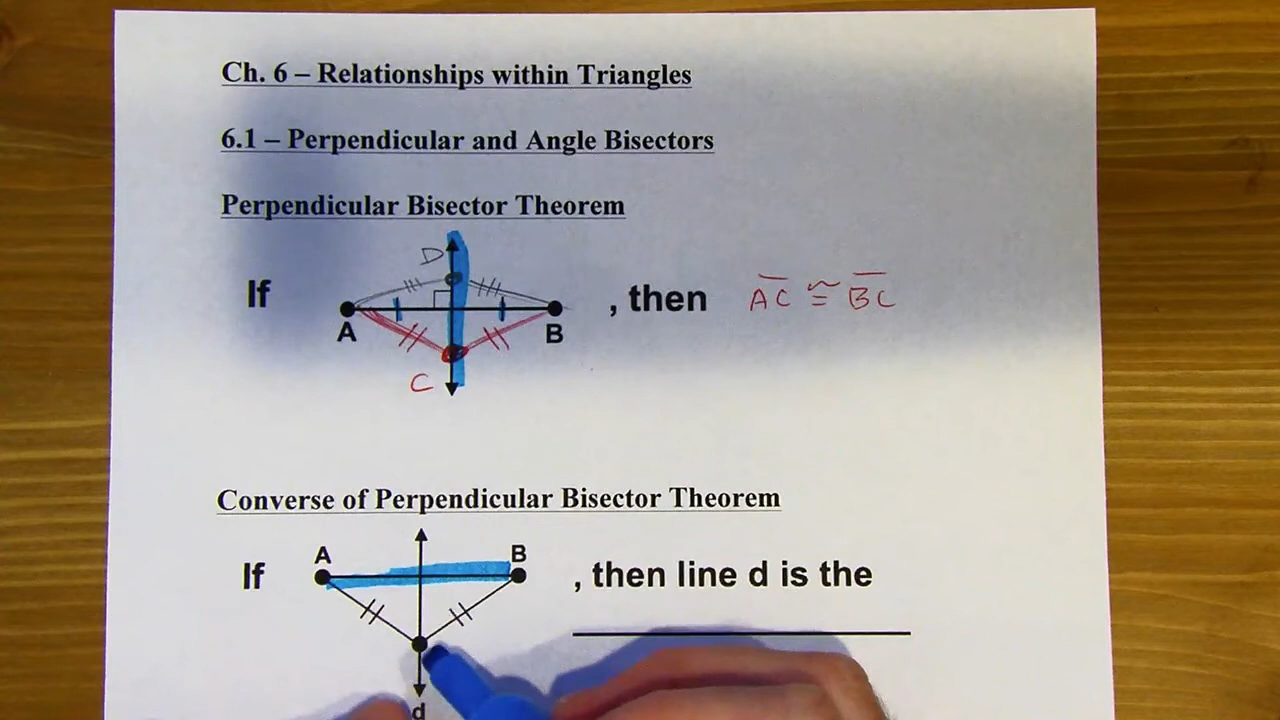 Ch. 6 – Relationships within Triangles
6.1 – Perpendicular and Angle Bisectors
Perpendicular Bisector Theorem
D
If , then AC ≅ BC
A B
C
Converse of Perpendicular Bisector Theorem
A B
If , then line d is the
d